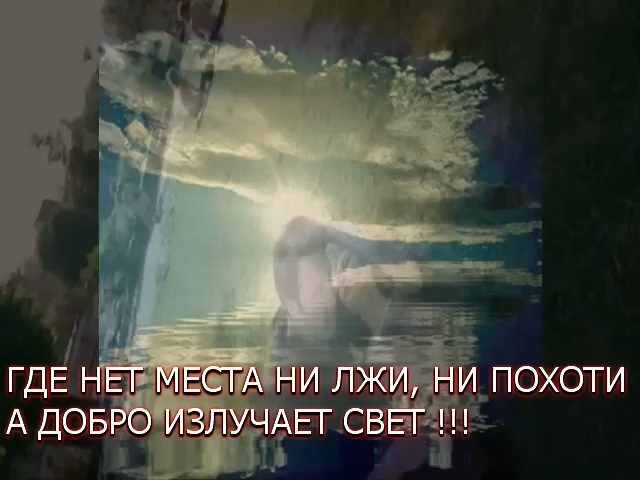 ГДЕ НЕТ МЕСТА НИ ЛЖИ, НИ ПОХОТИ
А ДОБРО ИЗЛУЧАЕТ СВЕТ !!!